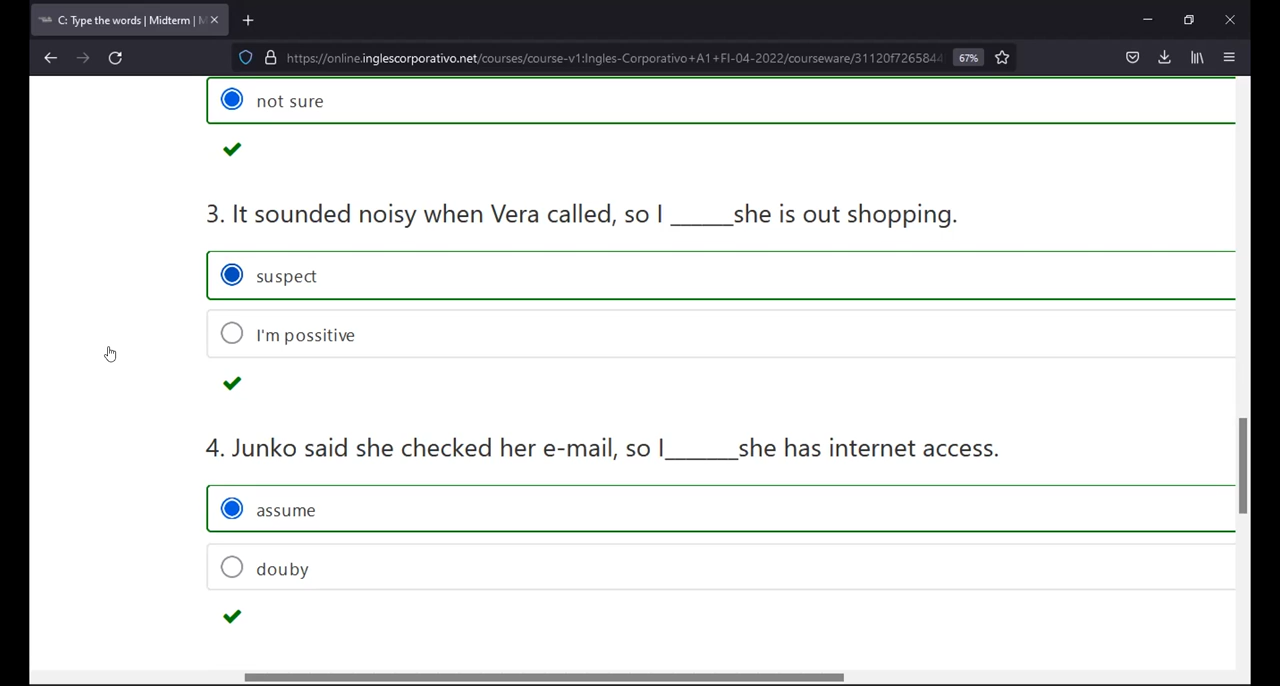 C: Type the words | Midterm | M
https://online.inglescorporativo.net/courses/course-v1:Ingles-Corporativo+A1+FI-04-2022/courseware/31120f7265844
67%
not sure
3. It sounded noisy when Vera called, so I _____she is out shopping.
suspect
I'm possitive
4. Junko said she checked her e-mail, so I______she has internet access.
assume
douby